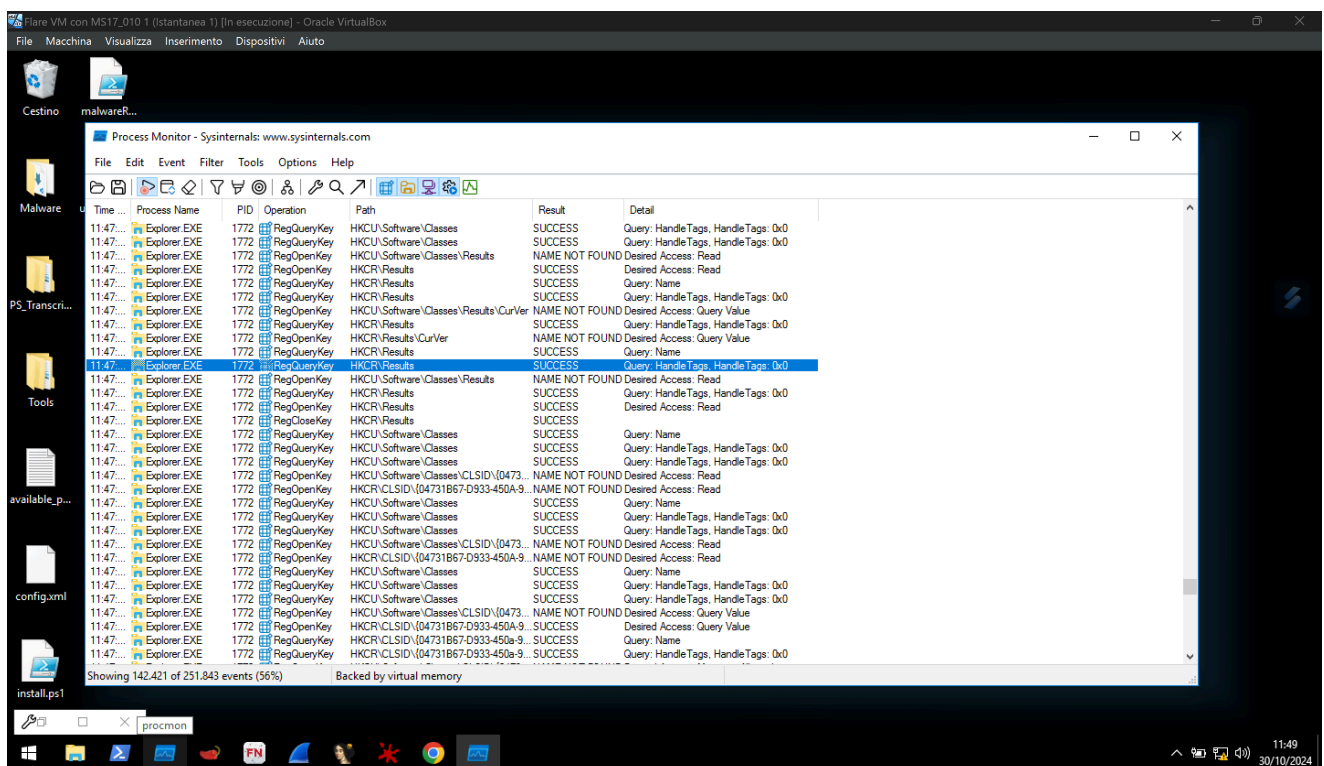 Flare VM con MS17_010 1 (Istantanea 1) [In esecuzione] - Oracle VirtualBox
File Macchina Visualizza Inserimento Dispositivi Aiuto
Cestino
malwareR...
Process Monitor - Sysinternals: www.sysinternals.com
File Edit Event Filter Tools Options Help
Malware
u
Time ... Process Name PID Operation Path Result Detail
11:47:... Explorer.EXE 1772 RegQueryKey HKCU\Software\Classes SUCCESS Query: HandleTags, HandleTags: 0x0
11:47:... Explorer.EXE 1772 RegQueryKey HKCU\Software\Classes SUCCESS Query: HandleTags, HandleTags: 0x0
11:47:... Explorer.EXE 1772 RegOpenKey HKCU\Software\Classes\Results NAME NOT FOUND Desired Access: Read
11:47:... Explorer.EXE 1772 RegOpenKey HKCR\Results SUCCESS Desired Access: Read
11:47:... Explorer.EXE 1772 RegQueryKey HKCR\Results SUCCESS Query: Name
11:47:... Explorer.EXE 1772 RegQueryKey HKCR\Results SUCCESS Query: HandleTags, HandleTags: 0x0
11:47:... Explorer.EXE 1772 RegOpenKey HKCU\Software\Classes\Results\CurVer NAME NOT FOUND Desired Access: Query Value
11:47:... Explorer.EXE 1772 RegQueryKey HKCR\Results SUCCESS Query: HandleTags, HandleTags: 0x0
11:47:... Explorer.EXE 1772 RegOpenKey HKCR\Results\CurVer NAME NOT FOUND Desired Access: Query Value
11:47:... Explorer.EXE 1772 RegQueryKey HKCR\Results SUCCESS Query: Name
11:47:... Explorer.EXE 1772 RegQueryKey HKCR\Results SUCCESS Query: HandleTags, HandleTags: 0x0
11:47:... Explorer.EXE 1772 RegOpenKey HKCU\Software\Classes\Results NAME NOT FOUND Desired Access: Read
11:47:... Explorer.EXE 1772 RegQueryKey HKCR\Results SUCCESS Query: HandleTags, HandleTags: 0x0
11:47:... Explorer.EXE 1772 RegOpenKey HKCR\Results SUCCESS Desired Access: Read
11:47:... Explorer.EXE 1772 RegCloseKey HKCR\Results SUCCESS
11:47:... Explorer.EXE 1772 RegQueryKey HKCU\Software\Classes SUCCESS Query: Name
11:47:... Explorer.EXE 1772 RegQueryKey HKCU\Software\Classes SUCCESS Query: HandleTags, HandleTags: 0x0
11:47:... Explorer.EXE 1772 RegQueryKey HKCU\Software\Classes SUCCESS Query: HandleTags, HandleTags: 0x0
11:47:... Explorer.EXE 1772 RegOpenKey HKCU\Software\Classes\CLSID\{0473... NAME NOT FOUND Desired Access: Read
11:47:... Explorer.EXE 1772 RegOpenKey HKCR\CLSID\{04731B67-D933-450A-9... NAME NOT FOUND Desired Access: Read
11:47:... Explorer.EXE 1772 RegQueryKey HKCU\Software\Classes SUCCESS Query: Name
11:47:... Explorer.EXE 1772 RegQueryKey HKCU\Software\Classes SUCCESS Query: HandleTags, HandleTags: 0x0
11:47:... Explorer.EXE 1772 RegQueryKey HKCU\Software\Classes SUCCESS Query: HandleTags, HandleTags: 0x0
11:47:... Explorer.EXE 1772 RegOpenKey HKCU\Software\Classes\CLSID\{0473... NAME NOT FOUND Desired Access: Read
11:47:... Explorer.EXE 1772 RegOpenKey HKCR\CLSID\{04731B67-D933-450A-9... NAME NOT FOUND Desired Access: Read
11:47:... Explorer.EXE 1772 RegQueryKey HKCU\Software\Classes SUCCESS Query: Name
11:47:... Explorer.EXE 1772 RegQueryKey HKCU\Software\Classes SUCCESS Query: HandleTags, HandleTags: 0x0
11:47:... Explorer.EXE 1772 RegQueryKey HKCU\Software\Classes SUCCESS Query: HandleTags, HandleTags: 0x0
11:47:... Explorer.EXE 1772 RegOpenKey HKCU\Software\Classes\CLSID\{0473... NAME NOT FOUND Desired Access: Query Value
11:47:... Explorer.EXE 1772 RegOpenKey HKCR\CLSID\{04731B67-D933-450A-9... SUCCESS Desired Access: Query Value
11:47:... Explorer.EXE 1772 RegQueryKey HKCR\CLSID\{04731B67-D933-450a-9... SUCCESS Query: Name
11:47:... Explorer.EXE 1772 RegQueryKey HKCR\CLSID\{04731B67-D933-450a-9... SUCCESS Query: HandleTags, HandleTags: 0x0
Showing 142.421 of 251.843 events (56%) Backed by virtual memory
PS_Transcri...
Tools
available_p...
config.xml
install.ps1
procmon
FN
11:49
30/10/2024